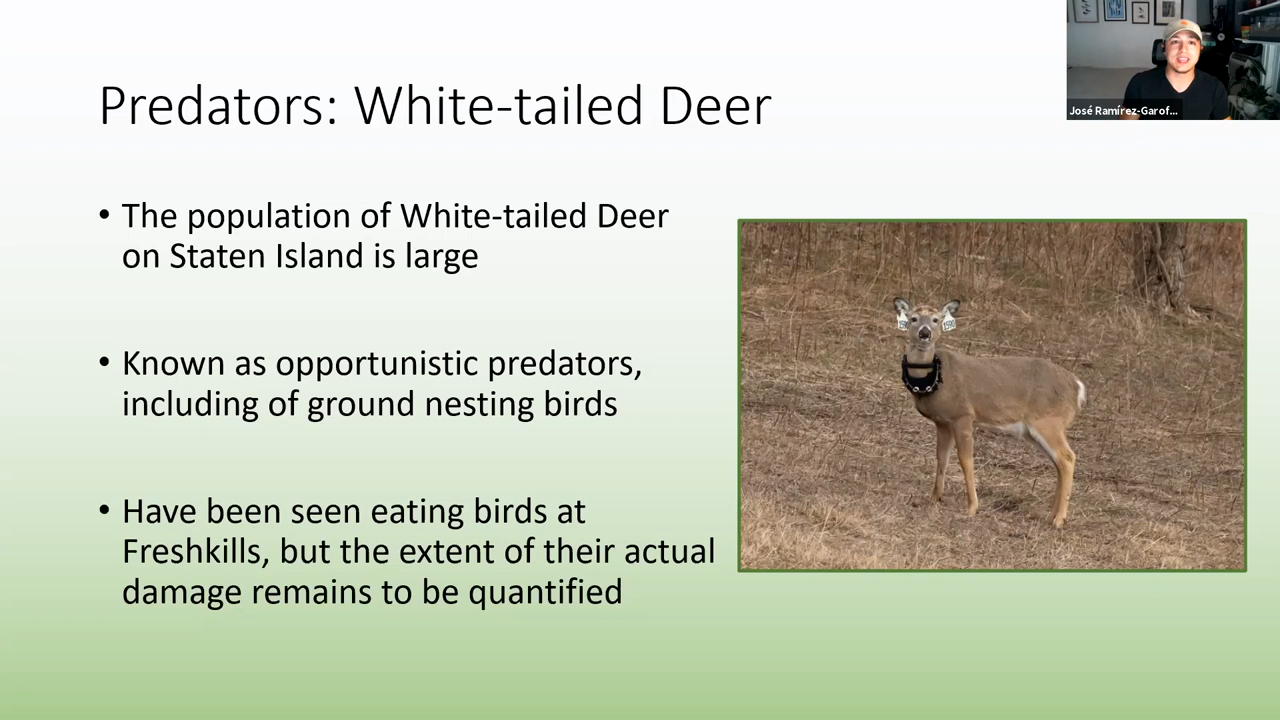 José Ramírez-Garof...
Predators: White-tailed Deer
• The population of White-tailed Deer
on Staten Island is large
• Known as opportunistic predators,
including of ground nesting birds
• Have been seen eating birds at
Freshkills, but the extent of their actual
damage remains to be quantified